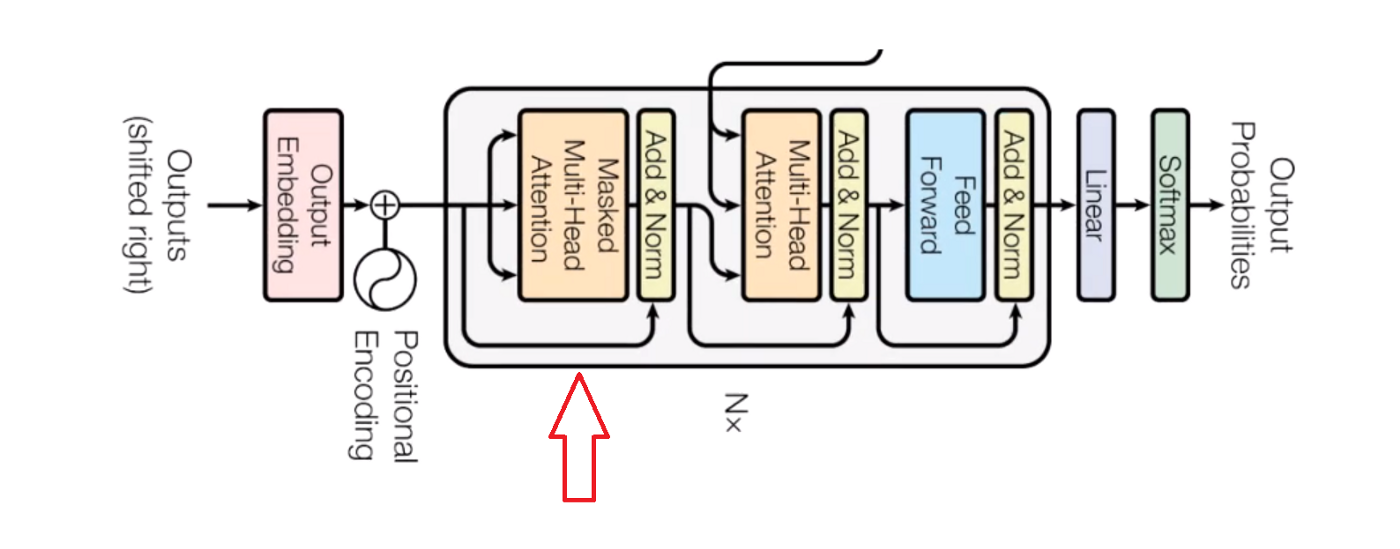 Outputs
(shifted right)
Output
Embedding
Positional
Encoding
Masked
Multi-Head
Attention
Add & Norm
Multi-Head
Attention
Add & Norm
Feed
Forward
Add & Norm
Nx
Linear
Softmax
Output
Probabilities